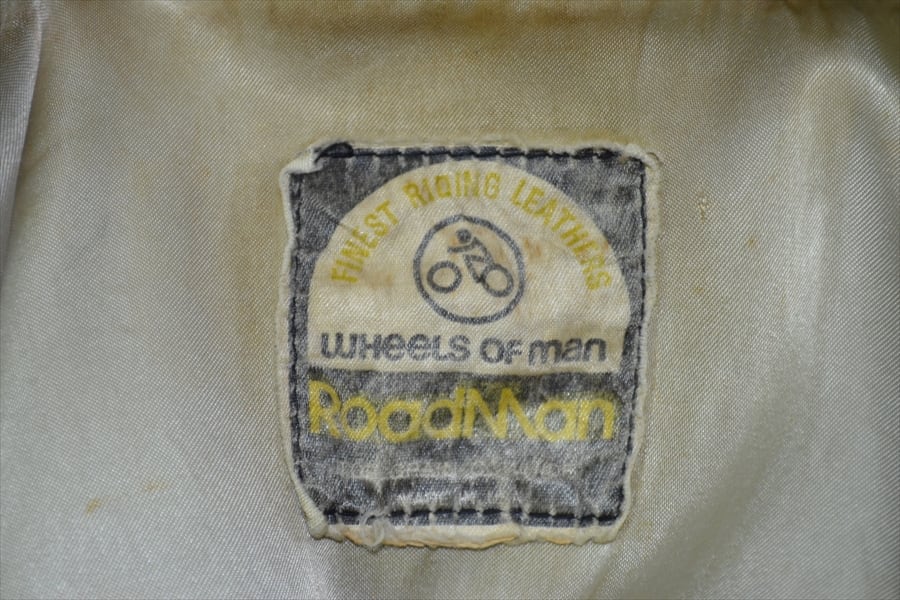 FINEST RIDING LEATHERS
WHEELS OF man
RoadMan